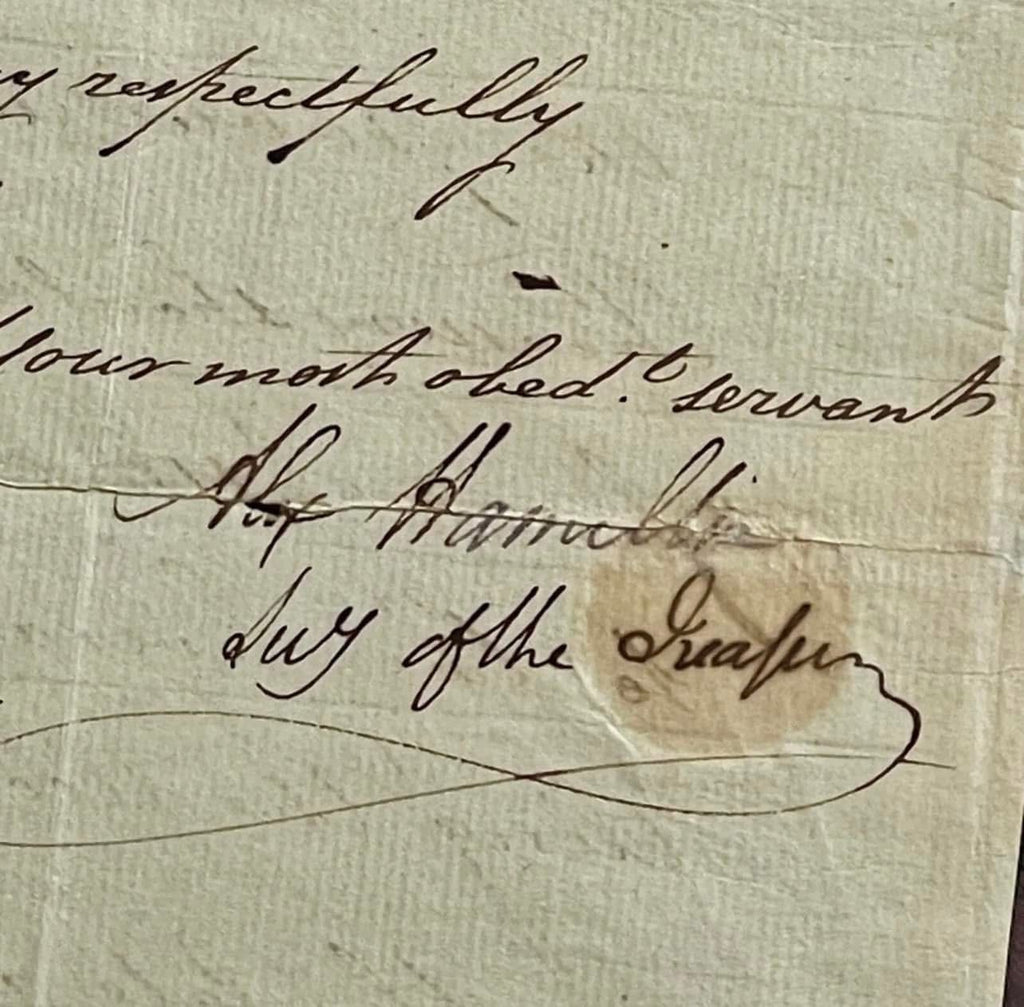 respectfully
Your most obed.t servant
Alex Hamilton
Secy of the Treasury